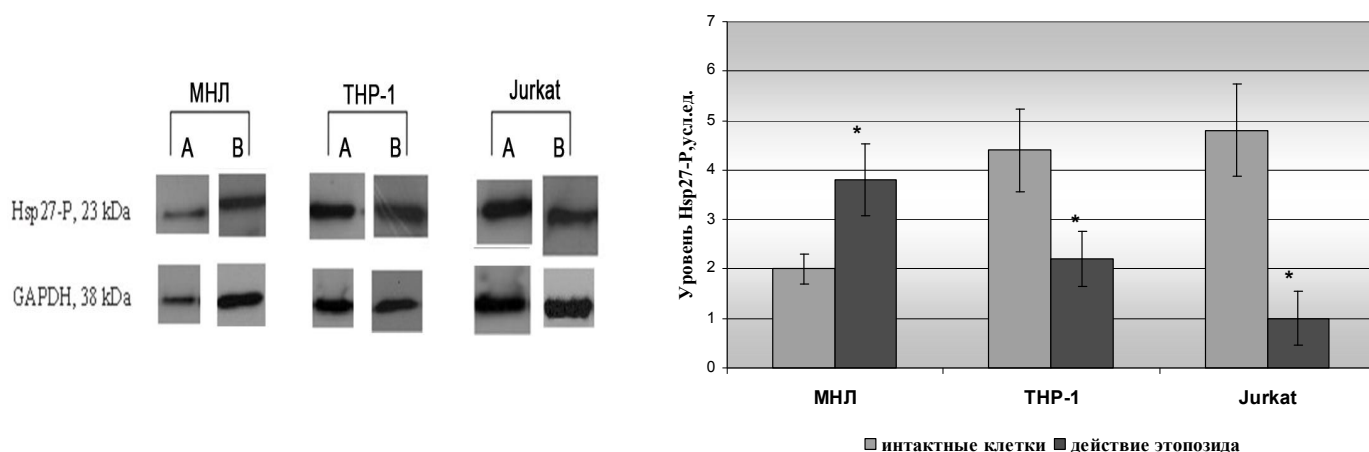 МНЛ
THP-1
Jurkat
A B
A B
A B
Hsp27-P, 23 kDa
GAPDH, 38 kDa
Уровень Hsp27-P,усл.ед.
7
6
5
4
3
2
1
0
*
*
*
МНЛ
THP-1
Jurkat
интактные клетки
действие этопозида